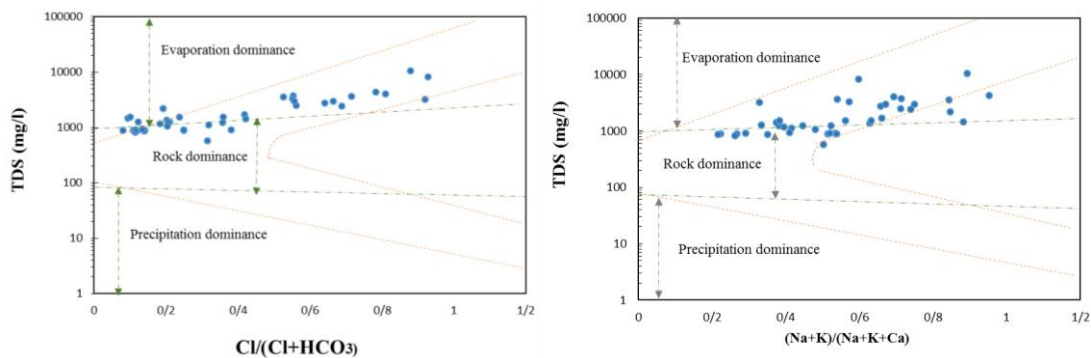 100000
10000
1000
100
10
1
TDS (mg/l)
Evaporation dominance
Rock dominance
Precipitation dominance
0 0/2 0/4 0/6 0/8 1 1/2
Cl/(Cl+HCO3)
100000
10000
1000
100
10
1
TDS (mg/l)
Evaporation dominance
Rock dominance
Precipitation dominance
0 0/2 0/4 0/6 0/8 1 1/2
(Na+K)/(Na+K+Ca)